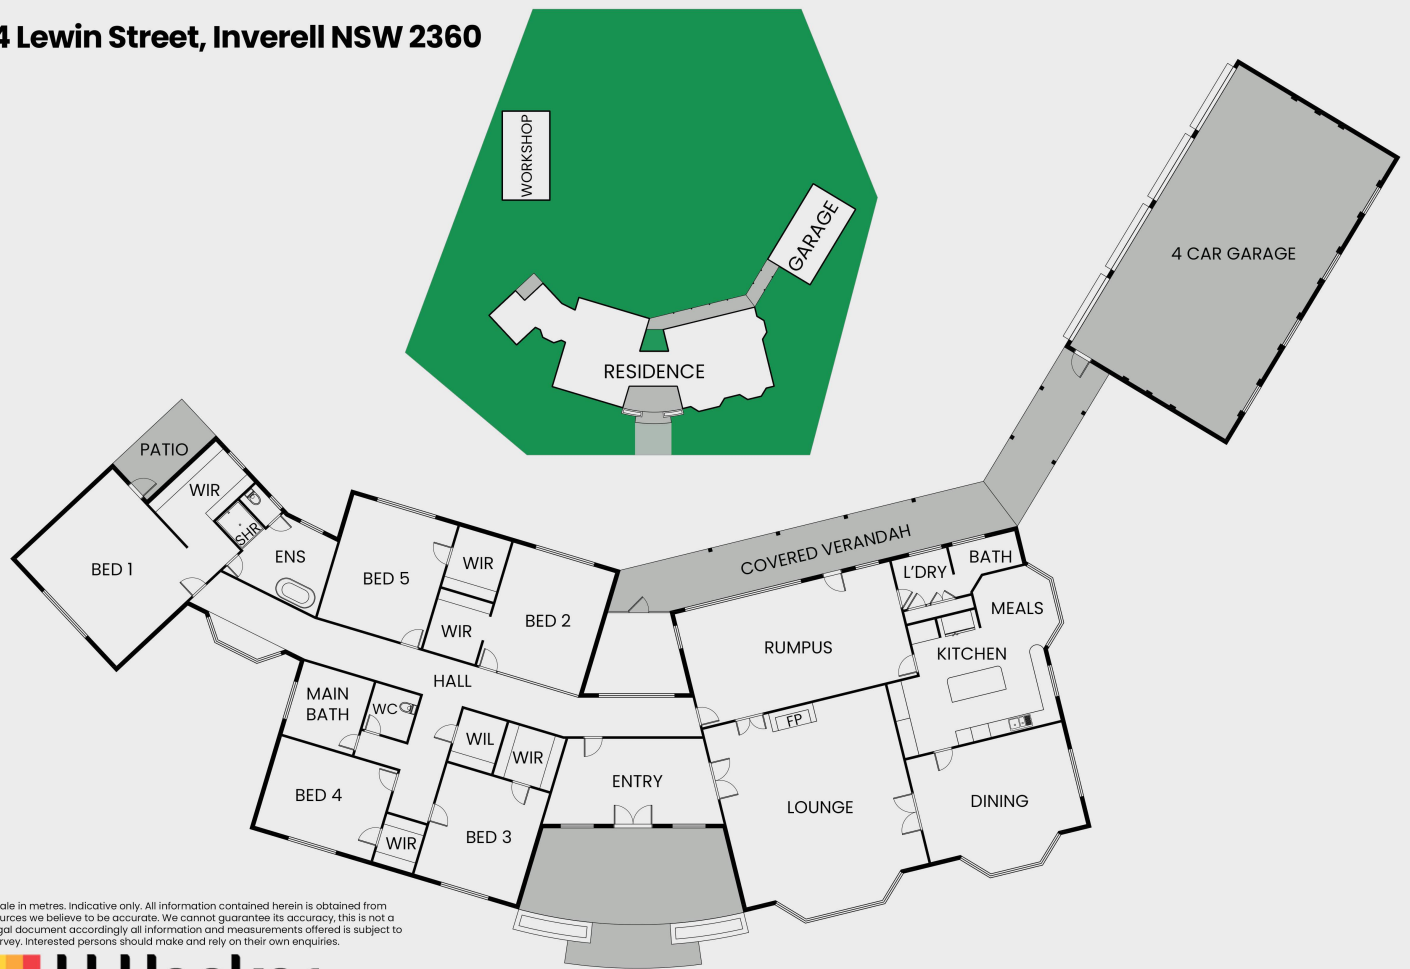 4 Lewin Street, Inverell NSW 2360
WORKSHOP
GARAGE
RESIDENCE
4 CAR GARAGE
PATIO
WIR
SHR
ENS
BED 1
BED 5
WIR
WIR
BED 2
COVERED VERANDAH
L'DRY
BATH
MEALS
RUMPUS
KITCHEN
HALL
MAIN
BATH
WC
WIL
WIR
FP
ENTRY
LOUNGE
DINING
BED 4
WIR
BED 3
ale in metres. Indicative only. All information contained herein is obtained from
urces we believe to be accurate. We cannot guarantee its accuracy, this is not a
gal document accordingly all information and measurements offered is subject to
rvey. Interested persons should make and rely on their own enquiries.